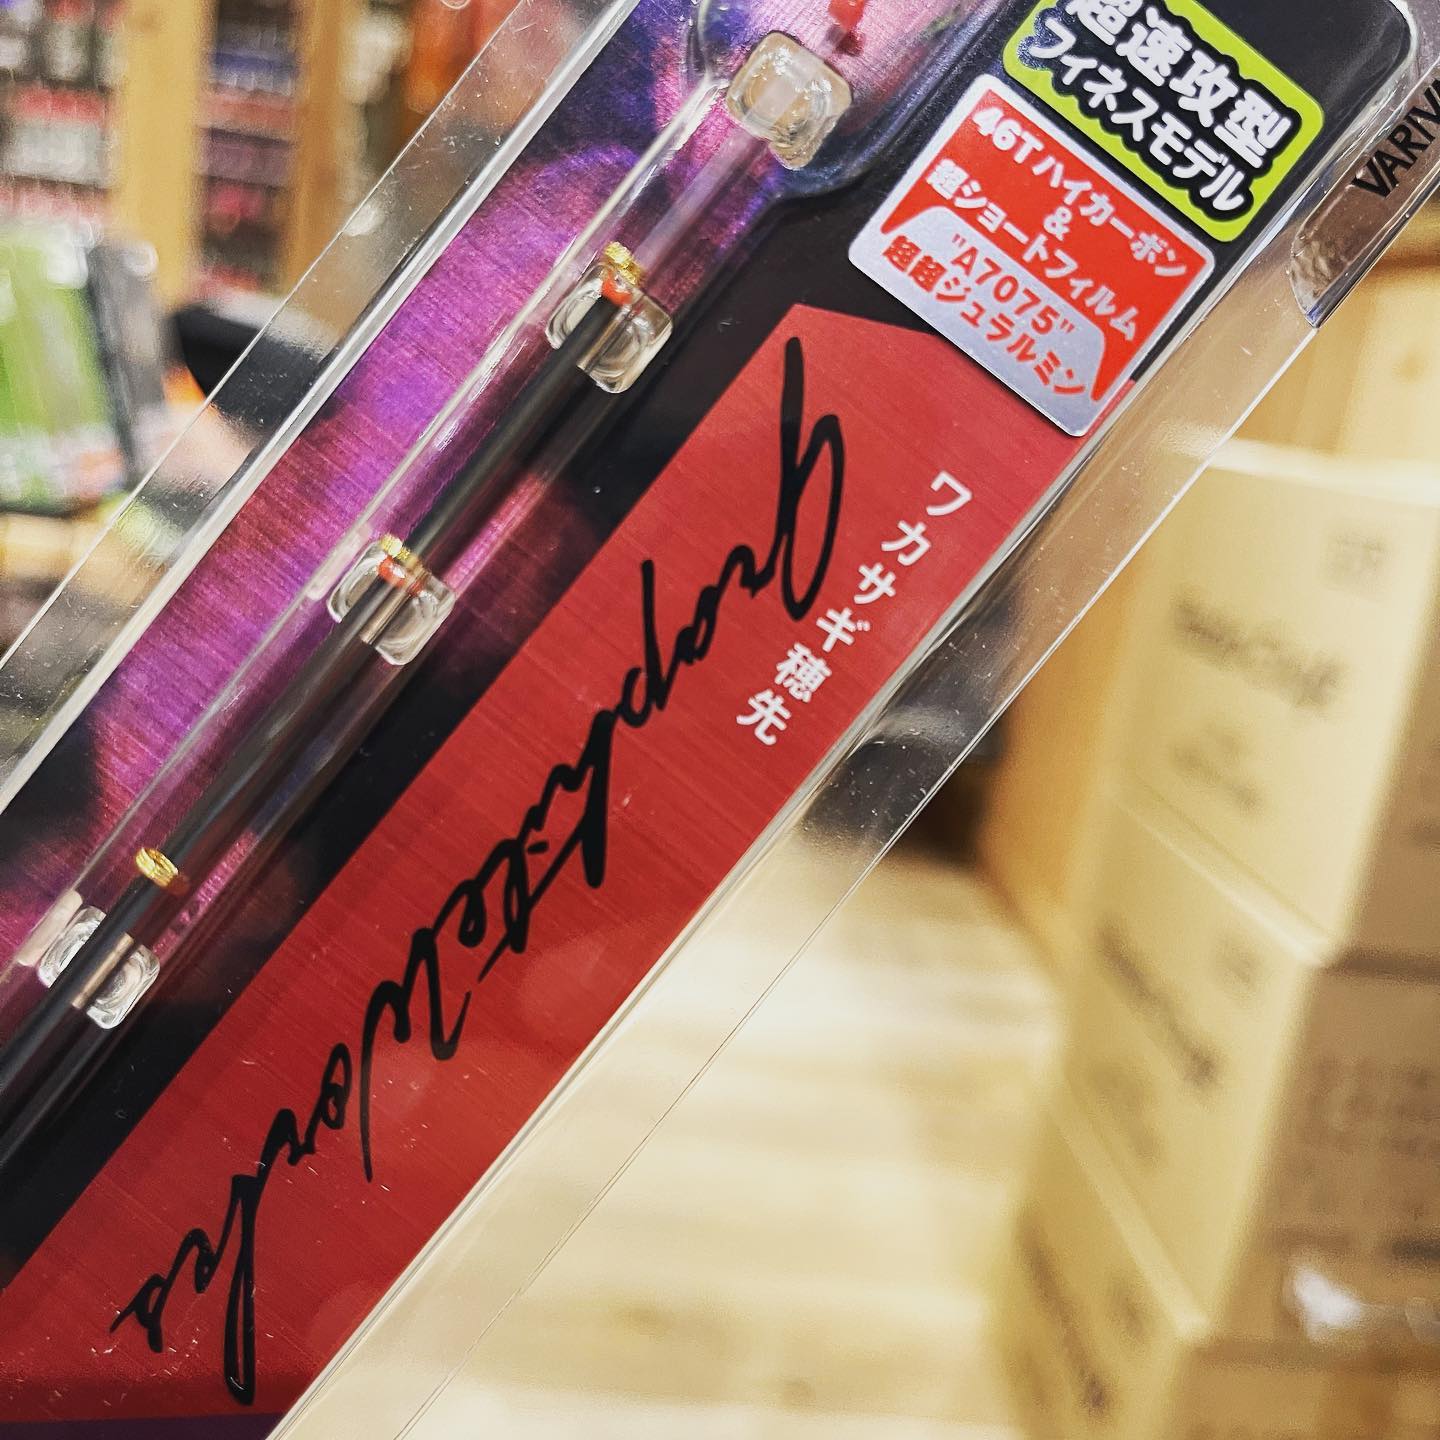 超速攻型
フィネスモデル
46Tハイカーボン
&
超ショートフィルム
"A7075"
超超ジュラルミン
ワカサギ穂先
graphite Works